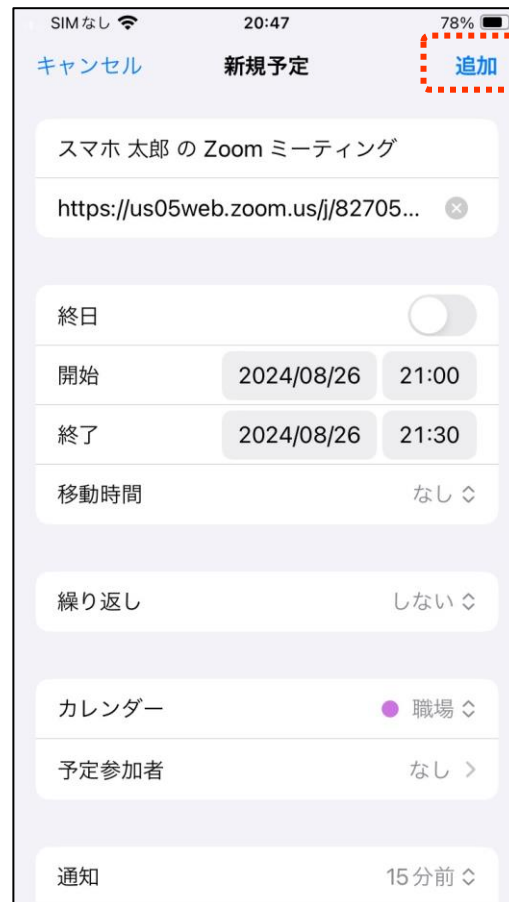 SIMなし 20:47 78%
キャンセル 新規予定 追加
スマホ 太郎 の Zoom ミーティング
https://us05web.zoom.us/j/82705...
終日
開始 2024/08/26 21:00
終了 2024/08/26 21:30
移動時間 なし
繰り返し しない
カレンダー 職場
予定参加者 なし
通知 15分前